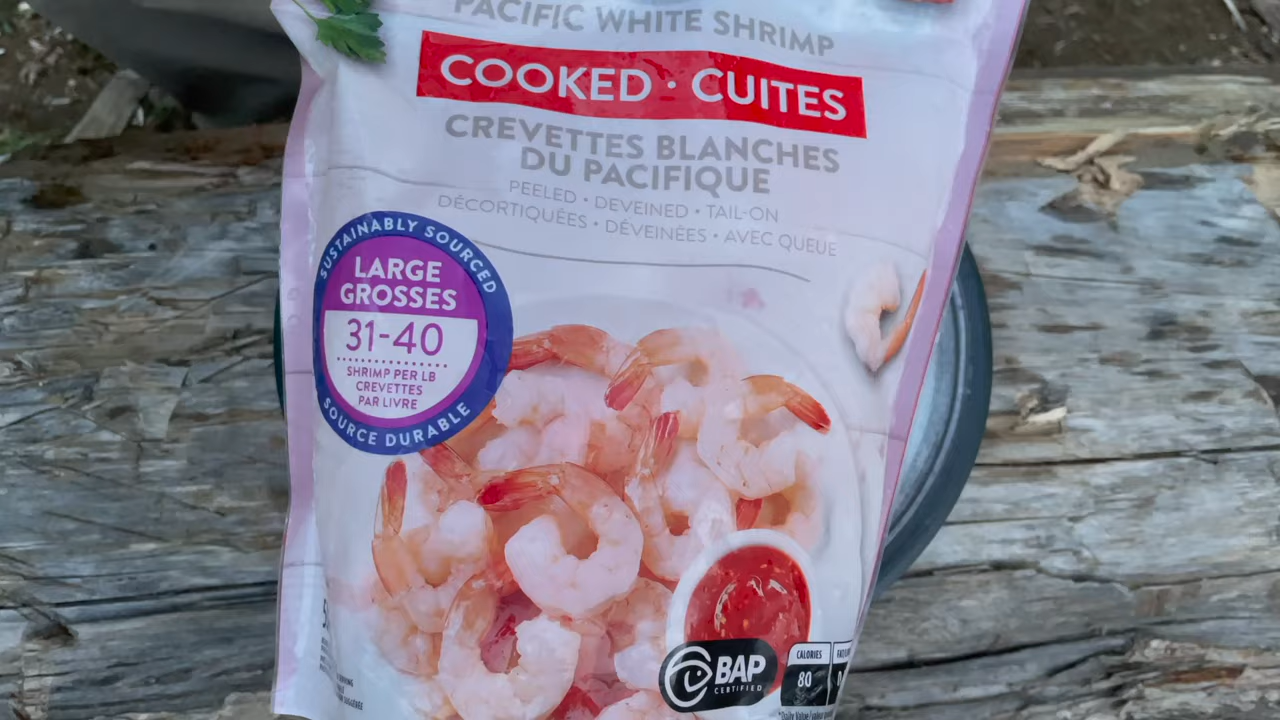 PACIFIC WHITE SHRIMP
COOKED · CUITES
CREVETTES BLANCHES
DU PACIFIQUE
PEELED • DEVEINED • TAIL-ON
DÉCORTIQUÉES • DÉVEINÉES • AVEC QUEUE
SUSTAINABLY SOURCED
LARGE
GROSSES
31-40
SHRIMP PER LB
CREVETTES
PAR LIVRE
SOURCE DURABLE
BAP
CERTIFIED
CALORIES
80